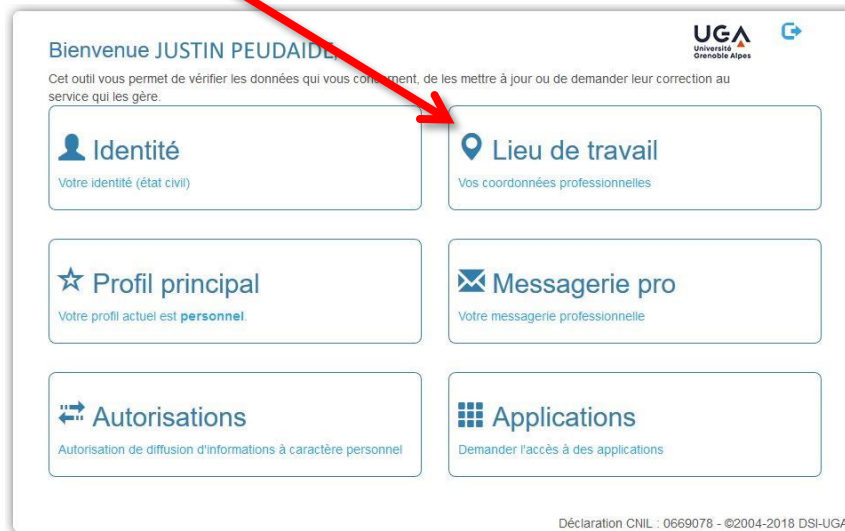 UGA
Université
Grenoble Alpes
Bienvenue JUSTIN PEUDAIDE,
Cet outil vous permet de vérifier les données qui vous concernent, de les mettre à jour ou de demander leur correction au
service qui les gère.
Identité
Votre identité (état civil)
Lieu de travail
Vos coordonnées professionnelles
Profil principal
Votre profil actuel est personnel.
Messagerie pro
Votre messagerie professionnelle
Autorisations
Autorisation de diffusion d'informations à caractère personnel
Applications
Demander l'accès à des applications
Déclaration CNIL : 0669078 - ©2004-2018 DSI-UGA